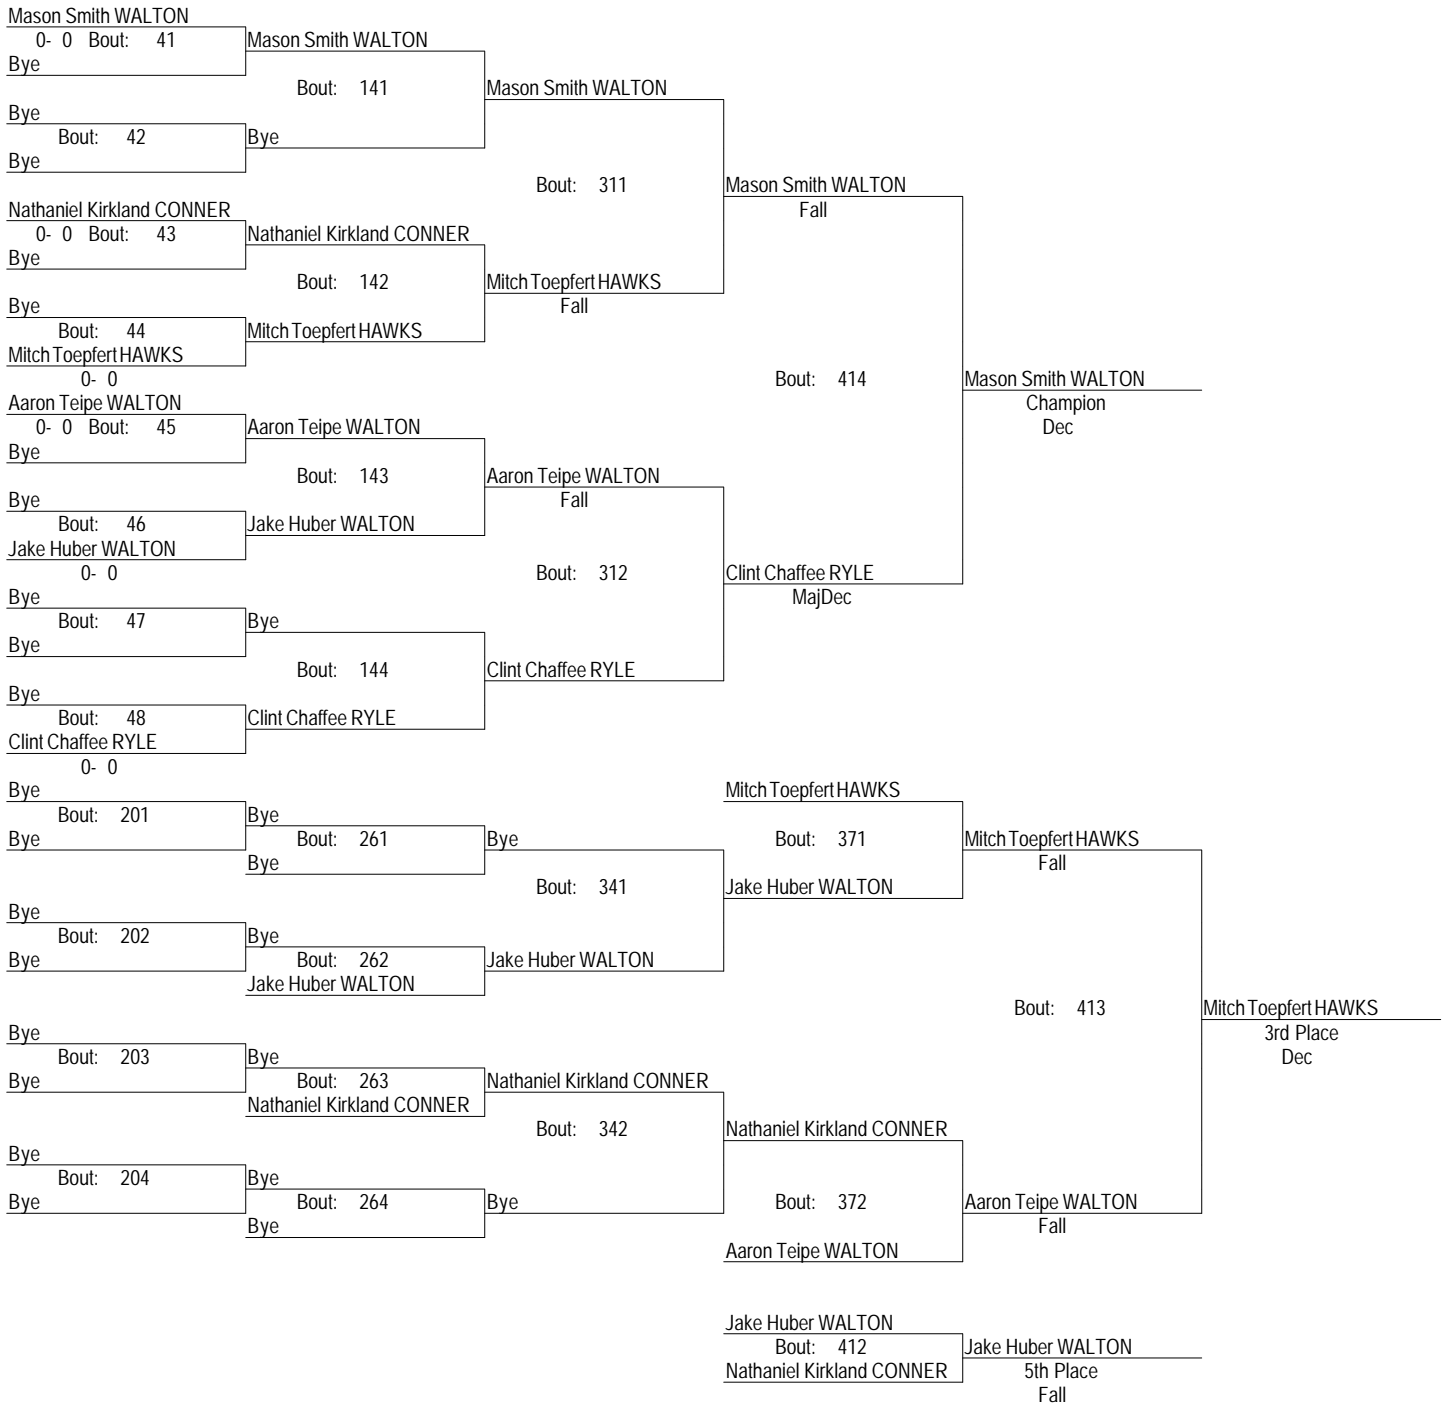 Mason Smith WALTON
0- 0 Bout: 41 Mason Smith WALTON
Bye
Bout: 141 Mason Smith WALTON
Bye
Bout: 42 Bye
Bye
Bout: 311 Mason Smith WALTON
Fall
Nathaniel Kirkland CONNER
0- 0 Bout: 43 Nathaniel Kirkland CONNER
Bye
Bout: 142 Mitch Toepfert HAWKS
Fall
Bye
Bout: 44 Mitch Toepfert HAWKS
Mitch Toepfert HAWKS
0- 0
Bout: 414 Mason Smith WALTON
Champion
Dec
Aaron Teipe WALTON
0- 0 Bout: 45 Aaron Teipe WALTON
Bye
Bout: 143 Aaron Teipe WALTON
Fall
Bye
Bout: 46 Jake Huber WALTON
Jake Huber WALTON
0- 0
Bout: 312 Clint Chaffee RYLE
MajDec
Bye
Bout: 47 Bye
Bye
Bout: 144 Clint Chaffee RYLE
Bye
Bout: 48 Clint Chaffee RYLE
Clint Chaffee RYLE
0- 0
Bye
Mitch Toepfert HAWKS
Bout: 201 Bye
Bye
Bout: 261 Bye
Bye
Bout: 371 Mitch Toepfert HAWKS
Fall
Bout: 341 Jake Huber WALTON
Bye
Bout: 202 Bye
Bye
Bout: 262 Jake Huber WALTON
Jake Huber WALTON
Bout: 413 Mitch Toepfert HAWKS
3rd Place
Dec
Bye
Bout: 203 Bye
Bye
Bout: 263 Nathaniel Kirkland CONNER
Nathaniel Kirkland CONNER
Bout: 342 Nathaniel Kirkland CONNER
Bye
Bout: 204 Bye
Bye
Bout: 264 Bye
Bye
Bout: 372 Aaron Teipe WALTON
Fall
Aaron Teipe WALTON
Jake Huber WALTON
Bout: 412 Jake Huber WALTON
Nathaniel Kirkland CONNER
5th Place
Fall